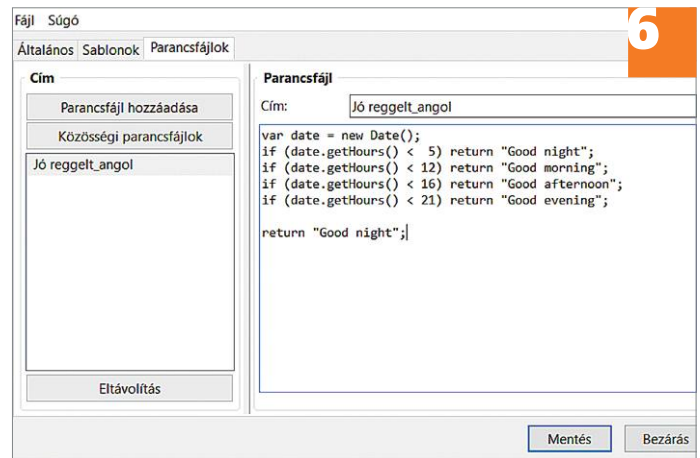 Fájl Súgó
6
Általános Sablonok Parancsfájlok
Cím
Parancsfájl hozzáadása
Közösségi parancsfájlok
Jó reggelt_angol
Eltávolítás
Parancsfájl
Cím: Jó reggelt_angol
var date = new Date();
if (date.getHours() <  5) return "Good night";
if (date.getHours() < 12) return "Good morning";
if (date.getHours() < 16) return "Good afternoon";
if (date.getHours() < 21) return "Good evening";
return "Good night";
Mentés Bezárás